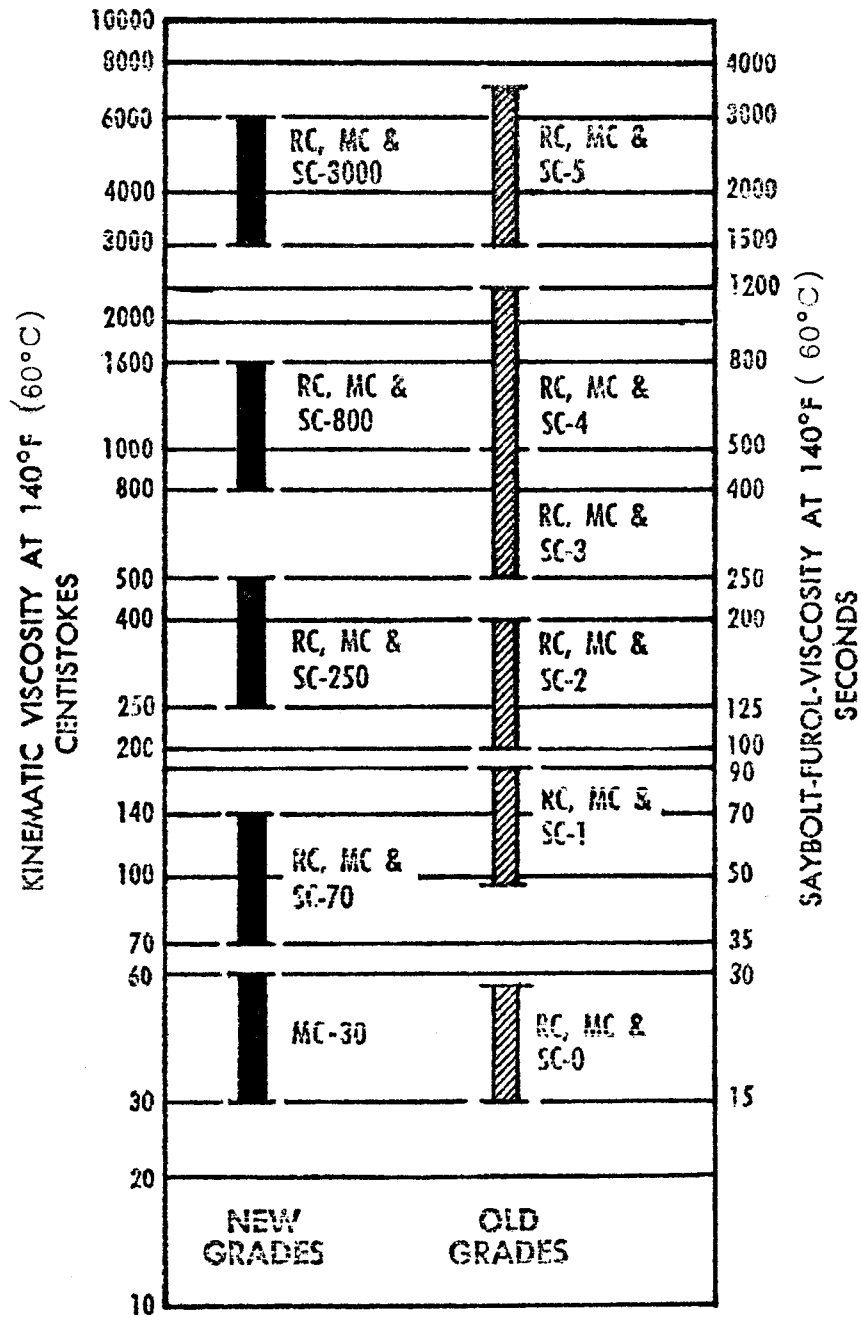 KINEMATIC VISCOSITY AT 140°F (60°C)
CENTISTOKES
10000
8000
6000
4000
3000
2000
1600
1000
800
500
400
250
200
140
100
70
60
30
20
10
RC, MC &
SC-3000
RC, MC &
SC-800
RC, MC &
SC-250
RC, MC &
SC-70
MC-30
NEW
GRADES
RC, MC &
SC-5
RC, MC &
SC-4
RC, MC &
SC-3
RC, MC &
SC-2
RC, MC &
SC-1
RC, MC &
SC-0
OLD
GRADES
4000
3000
2000
1500
1200
800
500
400
250
200
125
100
90
70
50
35
30
15
SAYBOLT-FUROL-VISCOSITY AT 140°F ( 60°C)
SECONDS